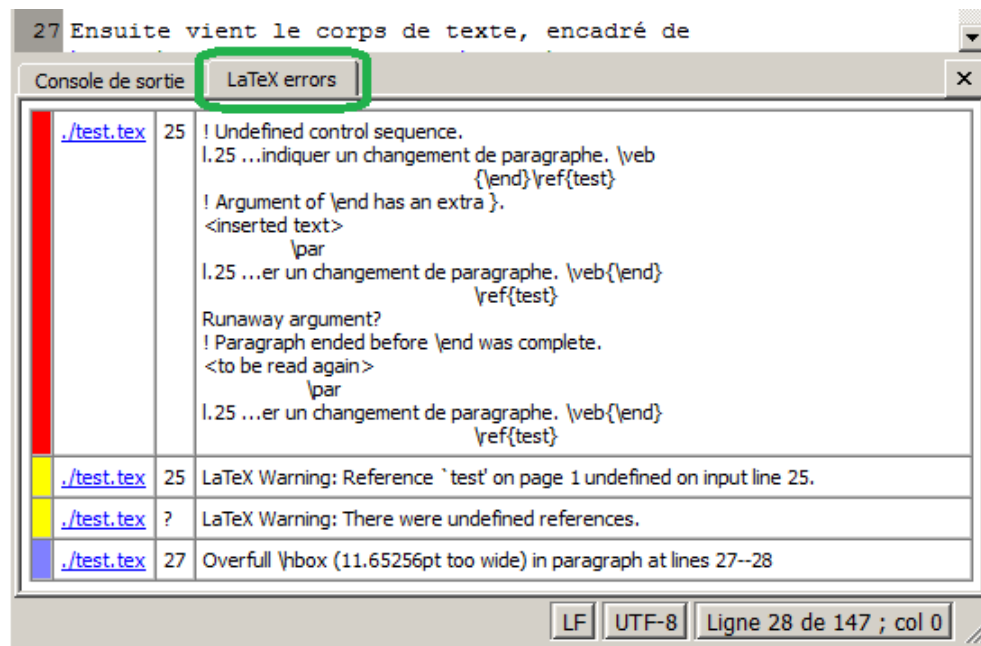 27 Ensuite vient le corps de texte, encadré de
Console de sortie LaTeX errors ×
./test.tex 25 ! Undefined control sequence.
l.25 ...indiquer un changement de paragraphe. \veb
{\end}\ref{test}
! Argument of \end has an extra }.
<inserted text>
\par
l.25 ...er un changement de paragraphe. \veb{\end}
\ref{test}
Runaway argument?
! Paragraph ended before \end was complete.
<to be read again>
\par
l.25 ...er un changement de paragraphe. \veb{\end}
\ref{test}
./test.tex 25 LaTeX Warning: Reference `test' on page 1 undefined on input line 25.
./test.tex ? LaTeX Warning: There were undefined references.
./test.tex 27 Overfull \hbox (11.65256pt too wide) in paragraph at lines 27--28
LF UTF-8 Ligne 28 de 147 ; col 0